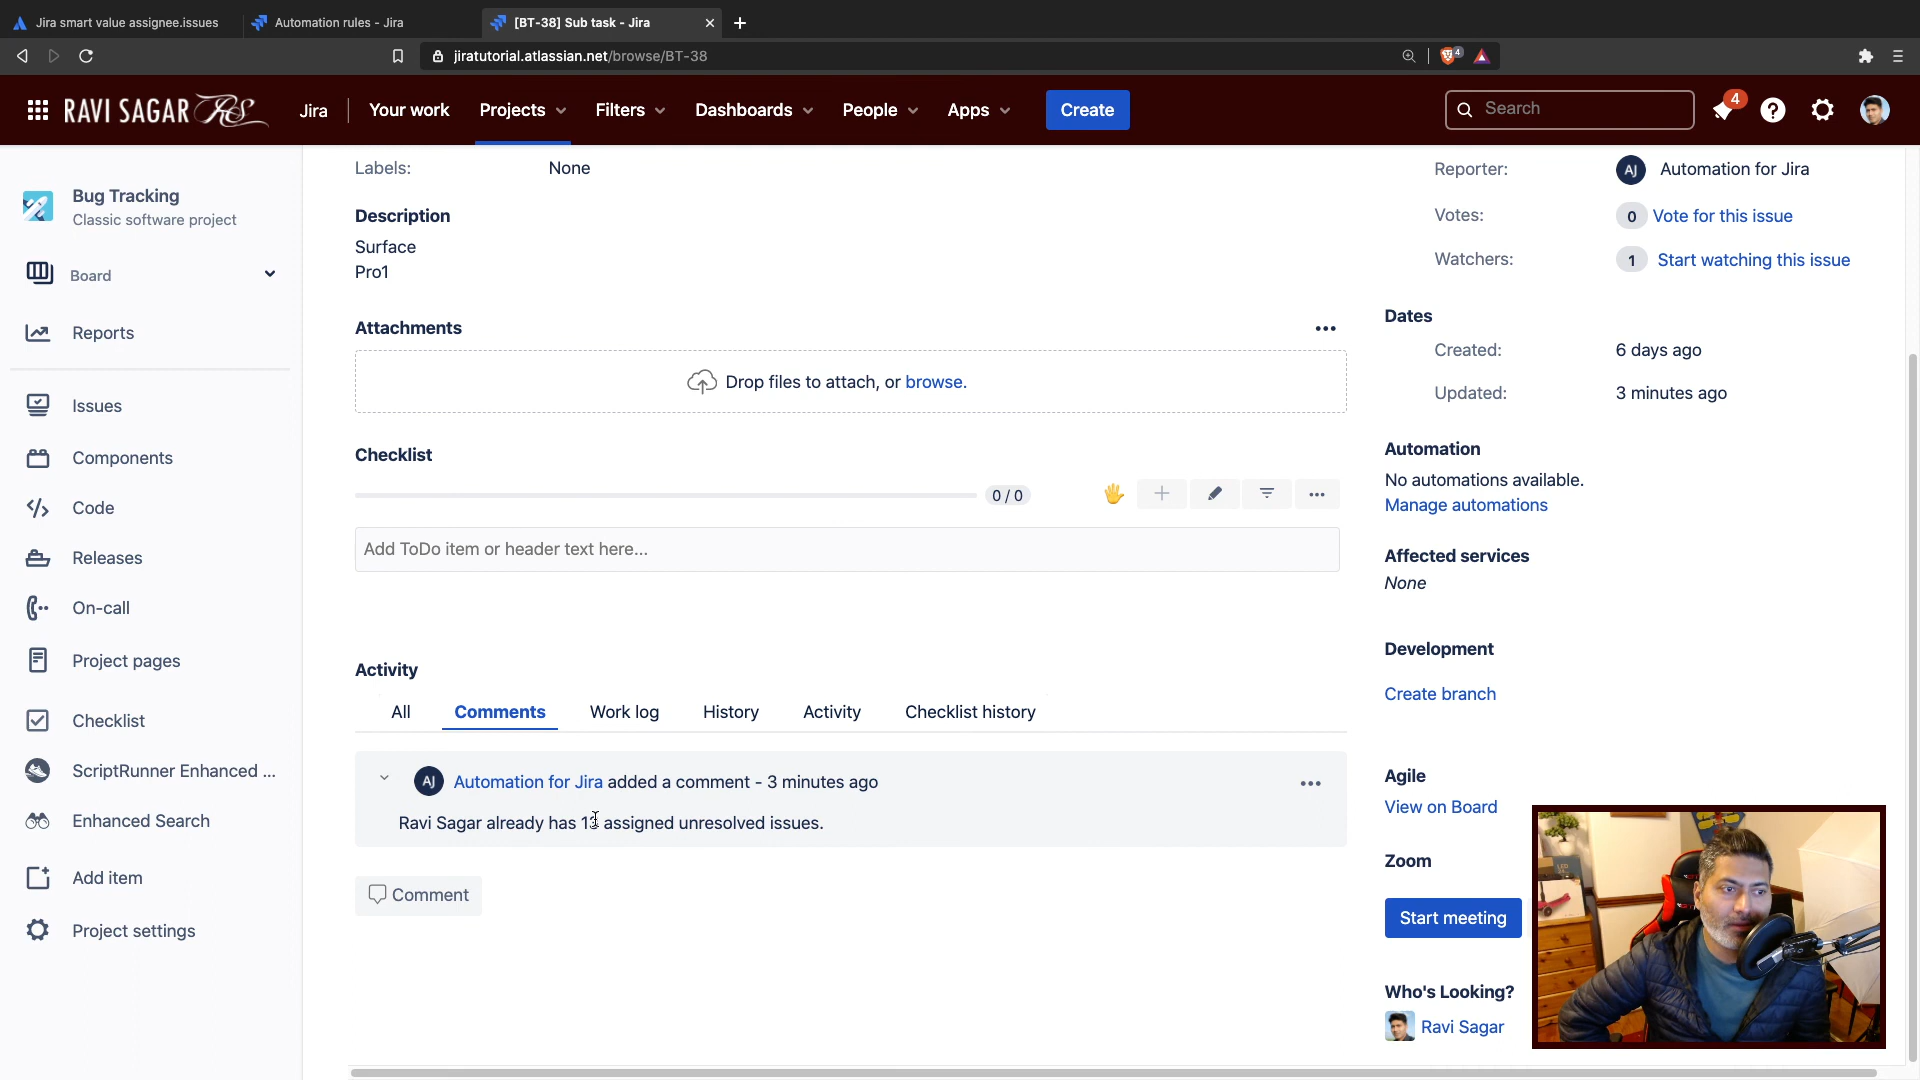 Jira smart value assignee.issues
Automation rules - Jira
[BT-38] Sub task - Jira
jiratutorial.atlassian.net/browse/BT-38
4
RAVI SAGAR RS
Jira
Your work
Projects
Filters
Dashboards
People
Apps
Create
Search
4
Bug Tracking
Classic software project
Board
Reports
Issues
Components
Code
Releases
On-call
Project pages
Checklist
ScriptRunner Enhanced ...
Enhanced Search
Add item
Project settings
Labels: None
Description
Surface
Pro1
Attachments
Drop files to attach, or browse.
Checklist
0 / 0
Add ToDo item or header text here...
Activity
All
Comments
Work log
History
Activity
Checklist history
AJ Automation for Jira added a comment - 3 minutes ago
Ravi Sagar already has assigned unresolved issues.
Comment
Reporter: AJ Automation for Jira
Votes: 0 Vote for this issue
Watchers: 1 Start watching this issue
Dates
Created: 6 days ago
Updated: 3 minutes ago
Automation
No automations available.
Manage automations
Affected services
None
Development
Create branch
Agile
View on Board
Zoom
Start meeting
Who's Looking?
Ravi Sagar